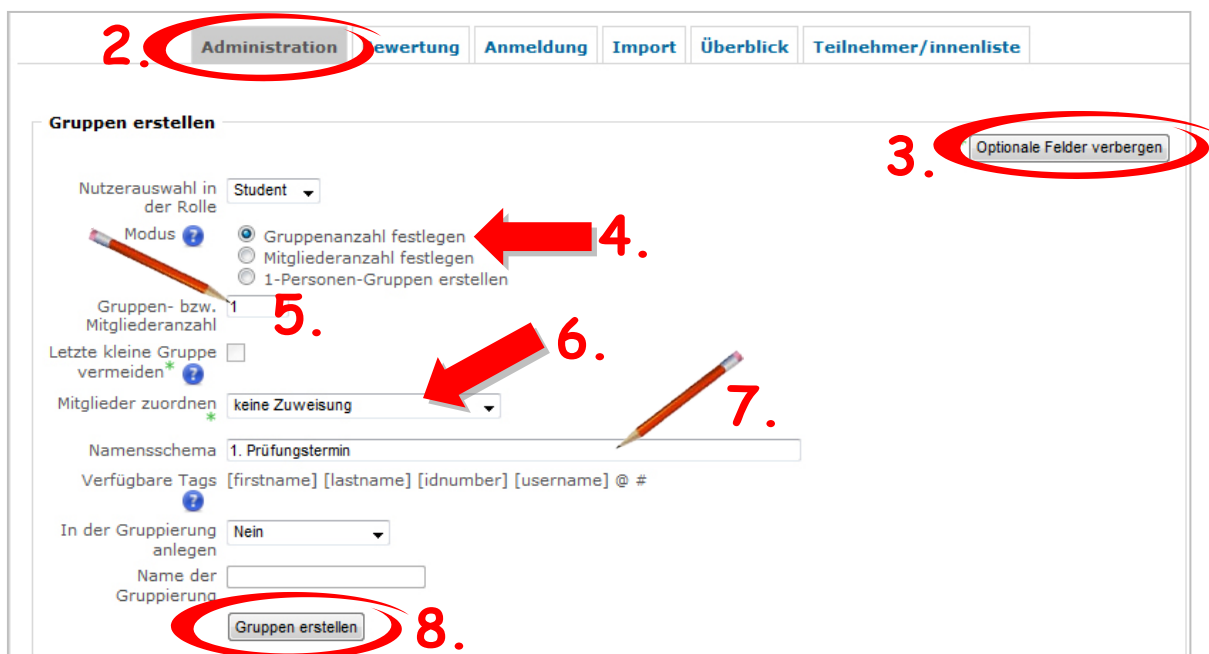 2.
Administration Bewertung Anmeldung Import Überblick Teilnehmer/innenliste
Gruppen erstellen
3.
Optionale Felder verbergen
Nutzerauswahl in der Rolle
Student
Modus
Gruppenanzahl festlegen
4.
Mitgliederanzahl festlegen
1-Personen-Gruppen erstellen
Gruppen- bzw.
Mitgliederanzahl
1
5.
Letzte kleine Gruppe
vermeiden*
6.
Mitglieder zuordnen
*
keine Zuweisung
7.
Namensschema 1. Prüfungstermin
Verfügbare Tags [firstname] [lastname] [idnumber] [username] @ #
In der Gruppierung
anlegen
Nein
Name der
Gruppierung
Gruppen erstellen
8.